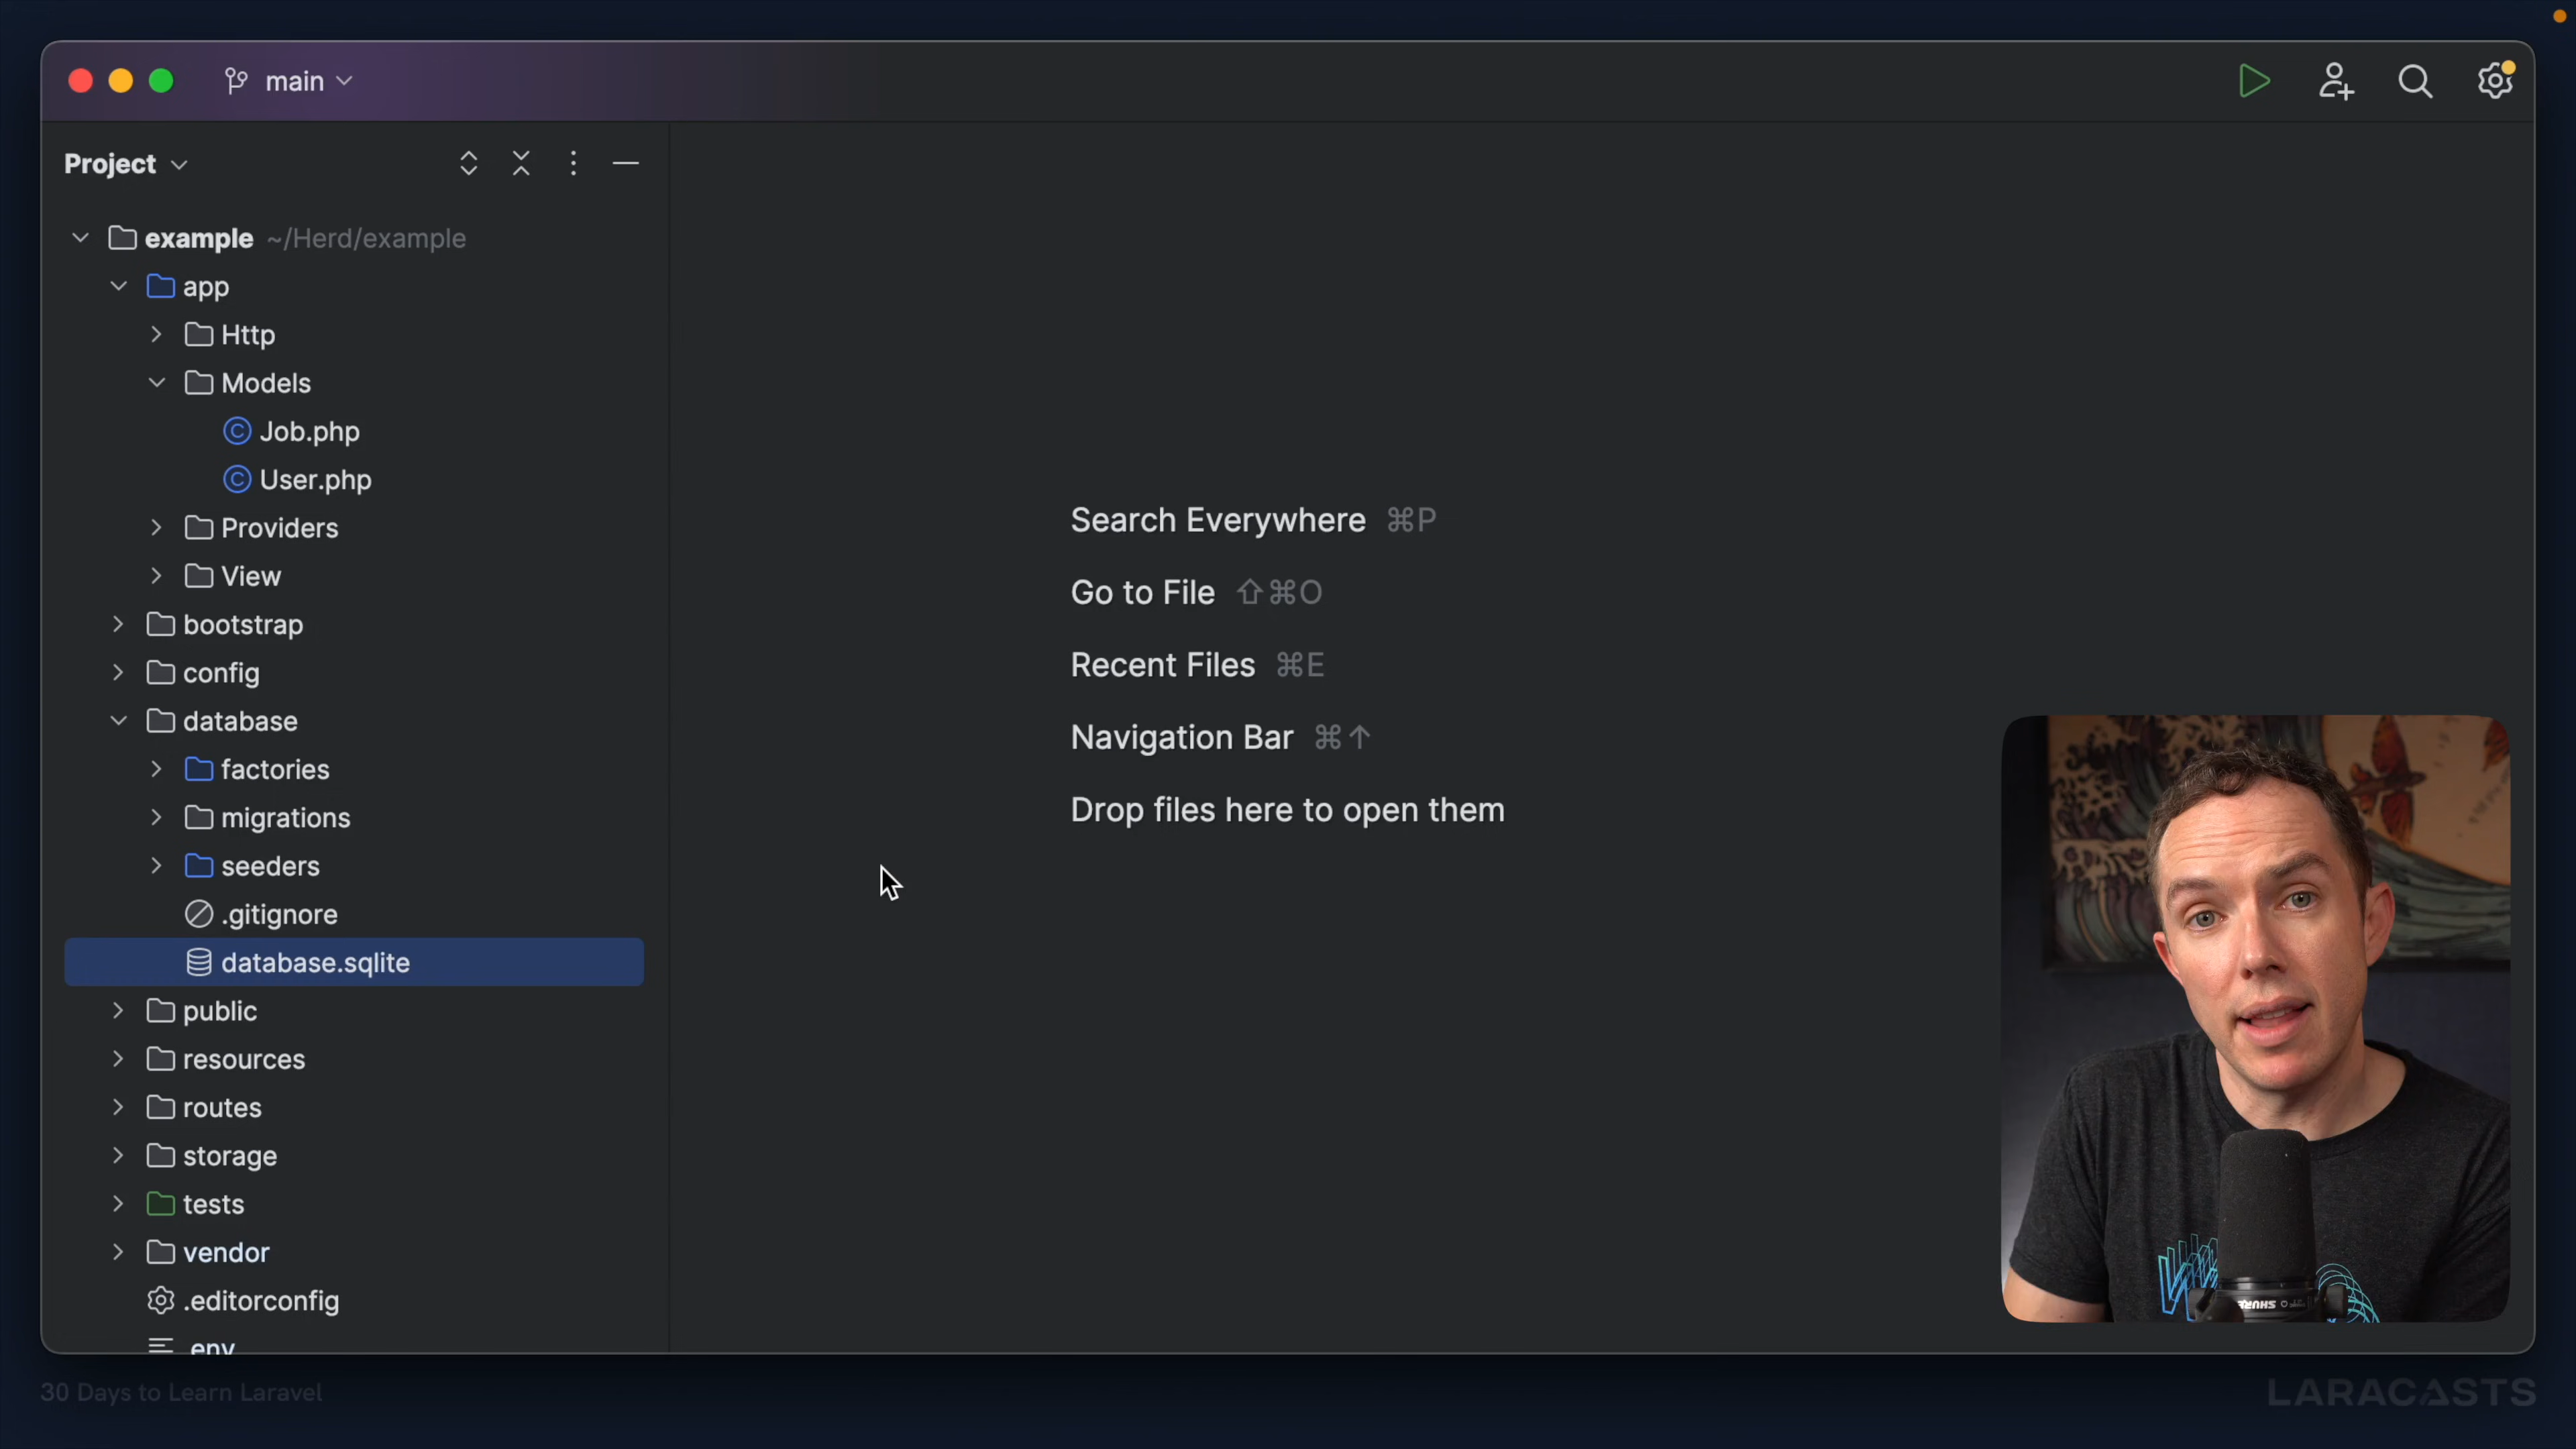 main
Project
example ~/Herd/example
app
Http
Models
Job.php
User.php
Providers
View
bootstrap
config
database
factories
migrations
seeders
.gitignore
database.sqlite
public
resources
routes
storage
tests
vendor
.editorconfig
.env
Search Everywhere ⌘P
Go to File ⇧⌘O
Recent Files ⌘E
Navigation Bar ⌘↑
Drop files here to open them
SHURE
30 Days to Learn Laravel
LARACASTS